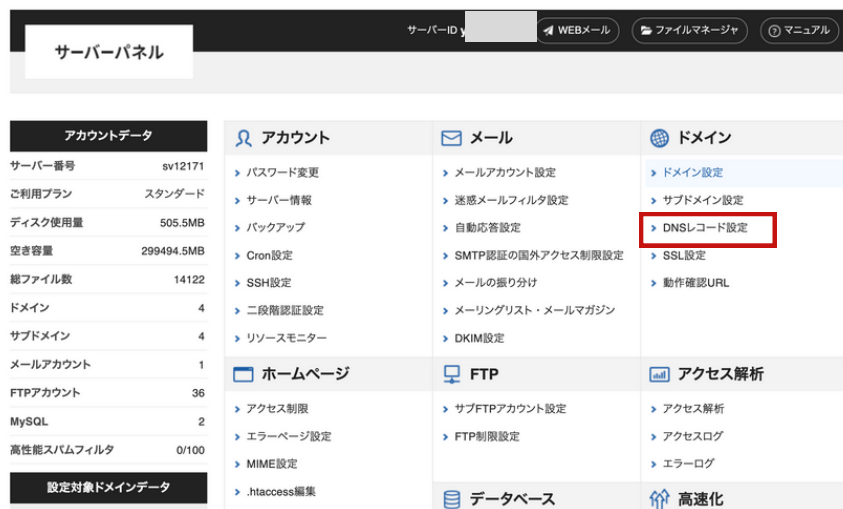 サーバーID y
WEBメール
ファイルマネージャ
マニュアル
サーバーパネル
アカウントデータ
サーバー番号 sv12171
ご利用プラン スタンダード
ディスク使用量 505.5MB
空き容量 299494.5MB
総ファイル数 14122
ドメイン 4
サブドメイン 4
メールアカウント 1
FTPアカウント 36
MySQL 2
高性能スパムフィルタ 0/100
設定対象ドメインデータ
アカウント
パスワード変更
サーバー情報
バックアップ
Cron設定
SSH設定
二段階認証設定
リソースモニター
メール
メールアカウント設定
迷惑メールフィルタ設定
自動応答設定
SMTP認証の国外アクセス制限設定
メールの振り分け
メーリングリスト・メールマガジン
DKIM設定
ドメイン
ドメイン設定
サブドメイン設定
DNSレコード設定
SSL設定
動作確認URL
ホームページ
アクセス制限
エラーページ設定
MIME設定
.htaccess編集
FTP
サブFTPアカウント設定
FTP制限設定
アクセス解析
アクセス解析
アクセスログ
エラーログ
データベース
高速化